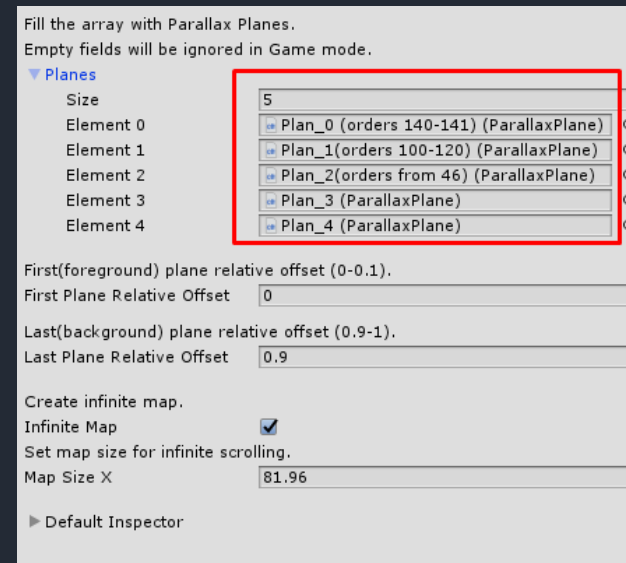 Fill the array with Parallax Planes.
Empty fields will be ignored in Game mode.
Planes
Size 5
Element 0 Plan_0 (orders 140-141) (ParallaxPlane)
Element 1 Plan_1(orders 100-120) (ParallaxPlane)
Element 2 Plan_2(orders from 46) (ParallaxPlane)
Element 3 Plan_3 (ParallaxPlane)
Element 4 Plan_4 (ParallaxPlane)
First(foreground) plane relative offset (0-0.1).
First Plane Relative Offset 0
Last(background) plane relative offset (0.9-1).
Last Plane Relative Offset 0.9
Create infinite map.
Infinite Map
Set map size for infinite scrolling.
Map Size X 81.96
Default Inspector